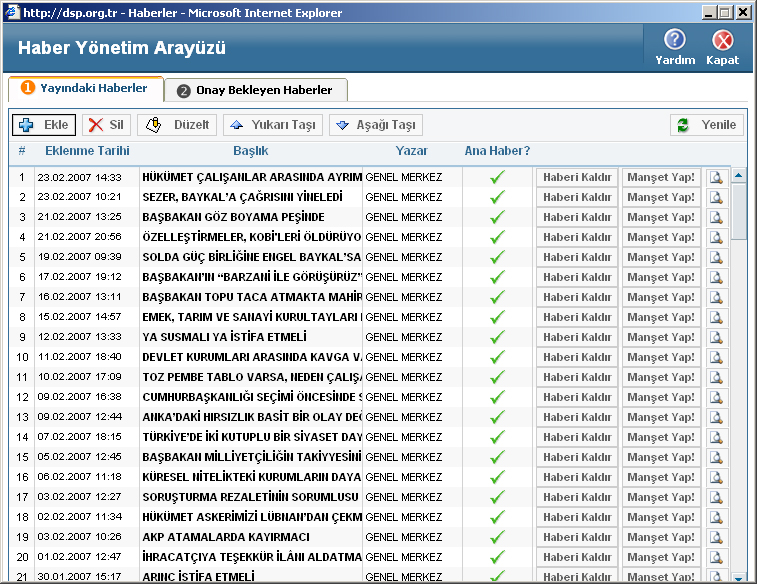 http://dsp.org.tr - Haberler - Microsoft Internet Explorer
Haber Yönetim Arayüzü
Yardım Kapat
1 Yayındaki Haberler 2 Onay Bekleyen Haberler
Ekle Sil Düzelt Yukarı Taşı Aşağı Taşı Yenile
# Eklenme Tarihi Başlık Yazar Ana Haber?
1 23.02.2007 14:33 HÜKÜMET ÇALIŞANLAR ARASINDA AYRIM GENEL MERKEZ Haberi Kaldır Manşet Yap!
2 23.02.2007 10:21 SEZER, BAYKAL'A ÇAĞRISINI YİNELEDİ GENEL MERKEZ Haberi Kaldır Manşet Yap!
3 21.02.2007 13:25 BAŞBAKAN GÖZ BOYAMA PEŞİNDE GENEL MERKEZ Haberi Kaldır Manşet Yap!
4 21.02.2007 20:56 ÖZELLEŞTİRMELER, KOBİ'LERİ ÖLDÜRÜYO GENEL MERKEZ Haberi Kaldır Manşet Yap!
5 19.02.2007 09:39 SOLDA GÜÇ BİRLİĞİNE ENGEL BAYKAL'SA GENEL MERKEZ Haberi Kaldır Manşet Yap!
6 17.02.2007 19:12 BAŞBAKAN'IN “BARZANİ İLE GÖRÜŞÜRÜZ” GENEL MERKEZ Haberi Kaldır Manşet Yap!
7 16.02.2007 13:11 BAŞBAKAN TOPU TACA ATMAKTA MAHİR GENEL MERKEZ Haberi Kaldır Manşet Yap!
8 15.02.2007 14:57 EMEK, TARIM VE SANAYİ KURULTAYLARI GENEL MERKEZ Haberi Kaldır Manşet Yap!
9 12.02.2007 13:33 YA SUSMALI YA İSTİFA ETMELİ GENEL MERKEZ Haberi Kaldır Manşet Yap!
10 11.02.2007 18:40 DEVLET KURUMLARI ARASINDA KAVGA VA GENEL MERKEZ Haberi Kaldır Manşet Yap!
11 10.02.2007 17:09 TOZ PEMBE TABLO VARSA, NEDEN ÇALIŞA GENEL MERKEZ Haberi Kaldır Manşet Yap!
12 09.02.2007 16:38 CUMHURBAŞKANLIĞI SEÇİMİ ÖNCESİNDE S GENEL MERKEZ Haberi Kaldır Manşet Yap!
13 09.02.2007 12:44 ANKA'DAKİ HIRSIZLIK BASİT BİR OLAY DEĞ GENEL MERKEZ Haberi Kaldır Manşet Yap!
14 07.02.2007 18:15 TÜRKİYE'DE İKİ KUTUPLU BİR SİYASET DAY GENEL MERKEZ Haberi Kaldır Manşet Yap!
15 05.02.2007 12:45 BAŞBAKAN MİLLİYETÇİLİĞİN TAKİYYESİNİ GENEL MERKEZ Haberi Kaldır Manşet Yap!
16 06.02.2007 11:18 KÜRESEL NİTELİKTEKİ KURUMLARIN DAYA GENEL MERKEZ Haberi Kaldır Manşet Yap!
17 03.02.2007 12:27 SORUŞTURMA REZALETİNİN SORUMLUSU GENEL MERKEZ Haberi Kaldır Manşet Yap!
18 02.02.2007 11:34 HÜKÜMET ASKERİMİZİ LÜBNAN'DAN ÇEKM GENEL MERKEZ Haberi Kaldır Manşet Yap!
19 03.02.2007 10:26 AKP ATAMALARDA KAYIRMACI GENEL MERKEZ Haberi Kaldır Manşet Yap!
20 01.02.2007 12:47 İHRACATÇIYA TEŞEKKÜR İLÂNI ALDATMA GENEL MERKEZ Haberi Kaldır Manşet Yap!
21 30.01.2007 15:17 ARINÇ İSTİFA ETMELİ GENEL MERKEZ Haberi Kaldır Manşet Yap!